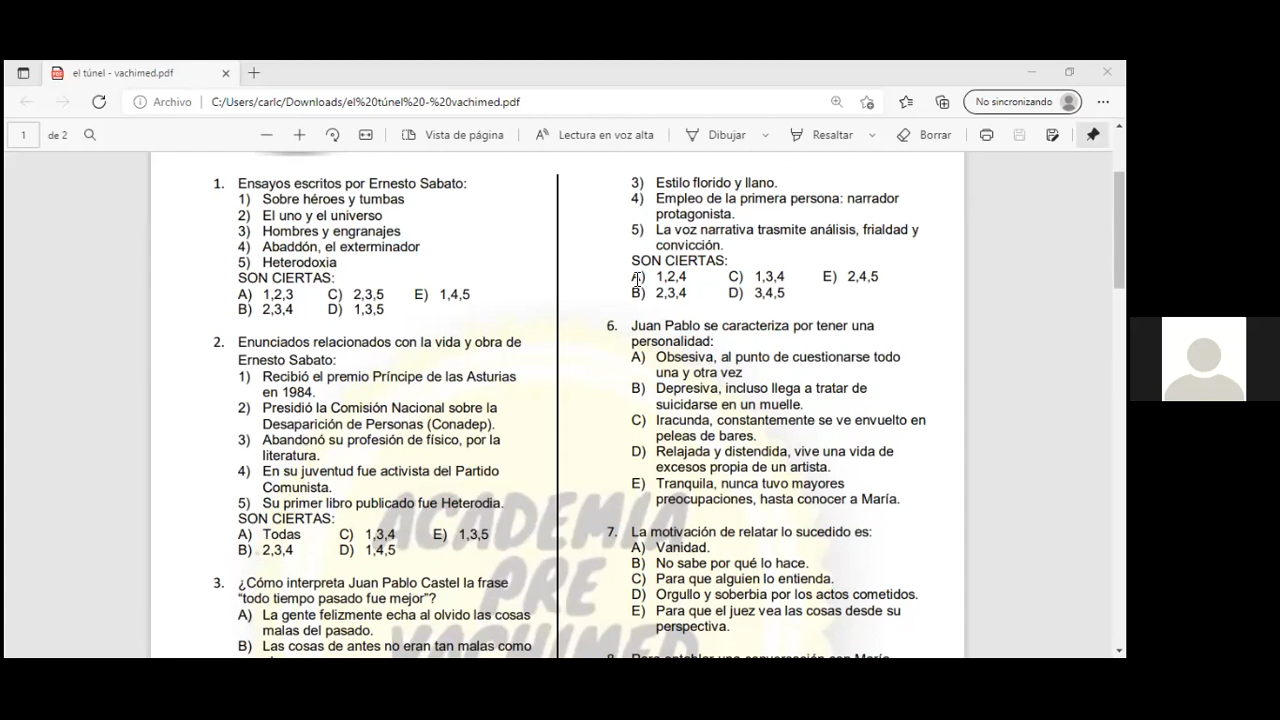 el túnel - vachimed.pdf
Archivo
C:/Users/carlc/Downloads/el%20túnel%20-%20vachimed.pdf
No sincronizando
1
de 2
Vista de página
Lectura en voz alta
Dibujar
Resaltar
Borrar
1. Ensayos escritos por Ernesto Sabato:
1) Sobre héroes y tumbas
2) El uno y el universo
3) Hombres y engranajes
4) Abaddón, el exterminador
5) Heterodoxia
SON CIERTAS:
A) 1,2,3 C) 2,3,5 E) 1,4,5
B) 2,3,4 D) 1,3,5
2. Enunciados relacionados con la vida y obra de
Ernesto Sabato:
1) Recibió el premio Príncipe de las Asturias
en 1984.
2) Presidió la Comisión Nacional sobre la
Desaparición de Personas (Conadep).
3) Abandonó su profesión de físico, por la
literatura.
4) En su juventud fue activista del Partido
Comunista.
5) Su primer libro publicado fue Heterodia.
SON CIERTAS:
A) Todas C) 1,3,4 E) 1,3,5
B) 2,3,4 D) 1,4,5
3. ¿Cómo interpreta Juan Pablo Castel la frase
“todo tiempo pasado fue mejor”?
A) La gente felizmente echa al olvido las cosas
malas del pasado.
B) Las cosas de antes no eran tan malas como
3) Estilo florido y llano.
4) Empleo de la primera persona: narrador
protagonista.
5) La voz narrativa trasmite análisis, frialdad y
convicción.
SON CIERTAS:
A) 1,2,4 C) 1,3,4 E) 2,4,5
B) 2,3,4 D) 3,4,5
6. Juan Pablo se caracteriza por tener una
personalidad:
A) Obsesiva, al punto de cuestionarse todo
una y otra vez
B) Depresiva, incluso llega a tratar de
suicidarse en un muelle.
C) Iracunda, constantemente se ve envuelto en
peleas de bares.
D) Relajada y distendida, vive una vida de
excesos propia de un artista.
E) Tranquila, nunca tuvo mayores
preocupaciones, hasta conocer a María.
7. La motivación de relatar lo sucedido es:
A) Vanidad.
B) No sabe por qué lo hace.
C) Para que alguien lo entienda.
D) Orgullo y soberbia por los actos cometidos.
E) Para que el juez vea las cosas desde su
perspectiva.
8. Para entablar una conversación con María
ACADEMIA
PRE
VACHIMED